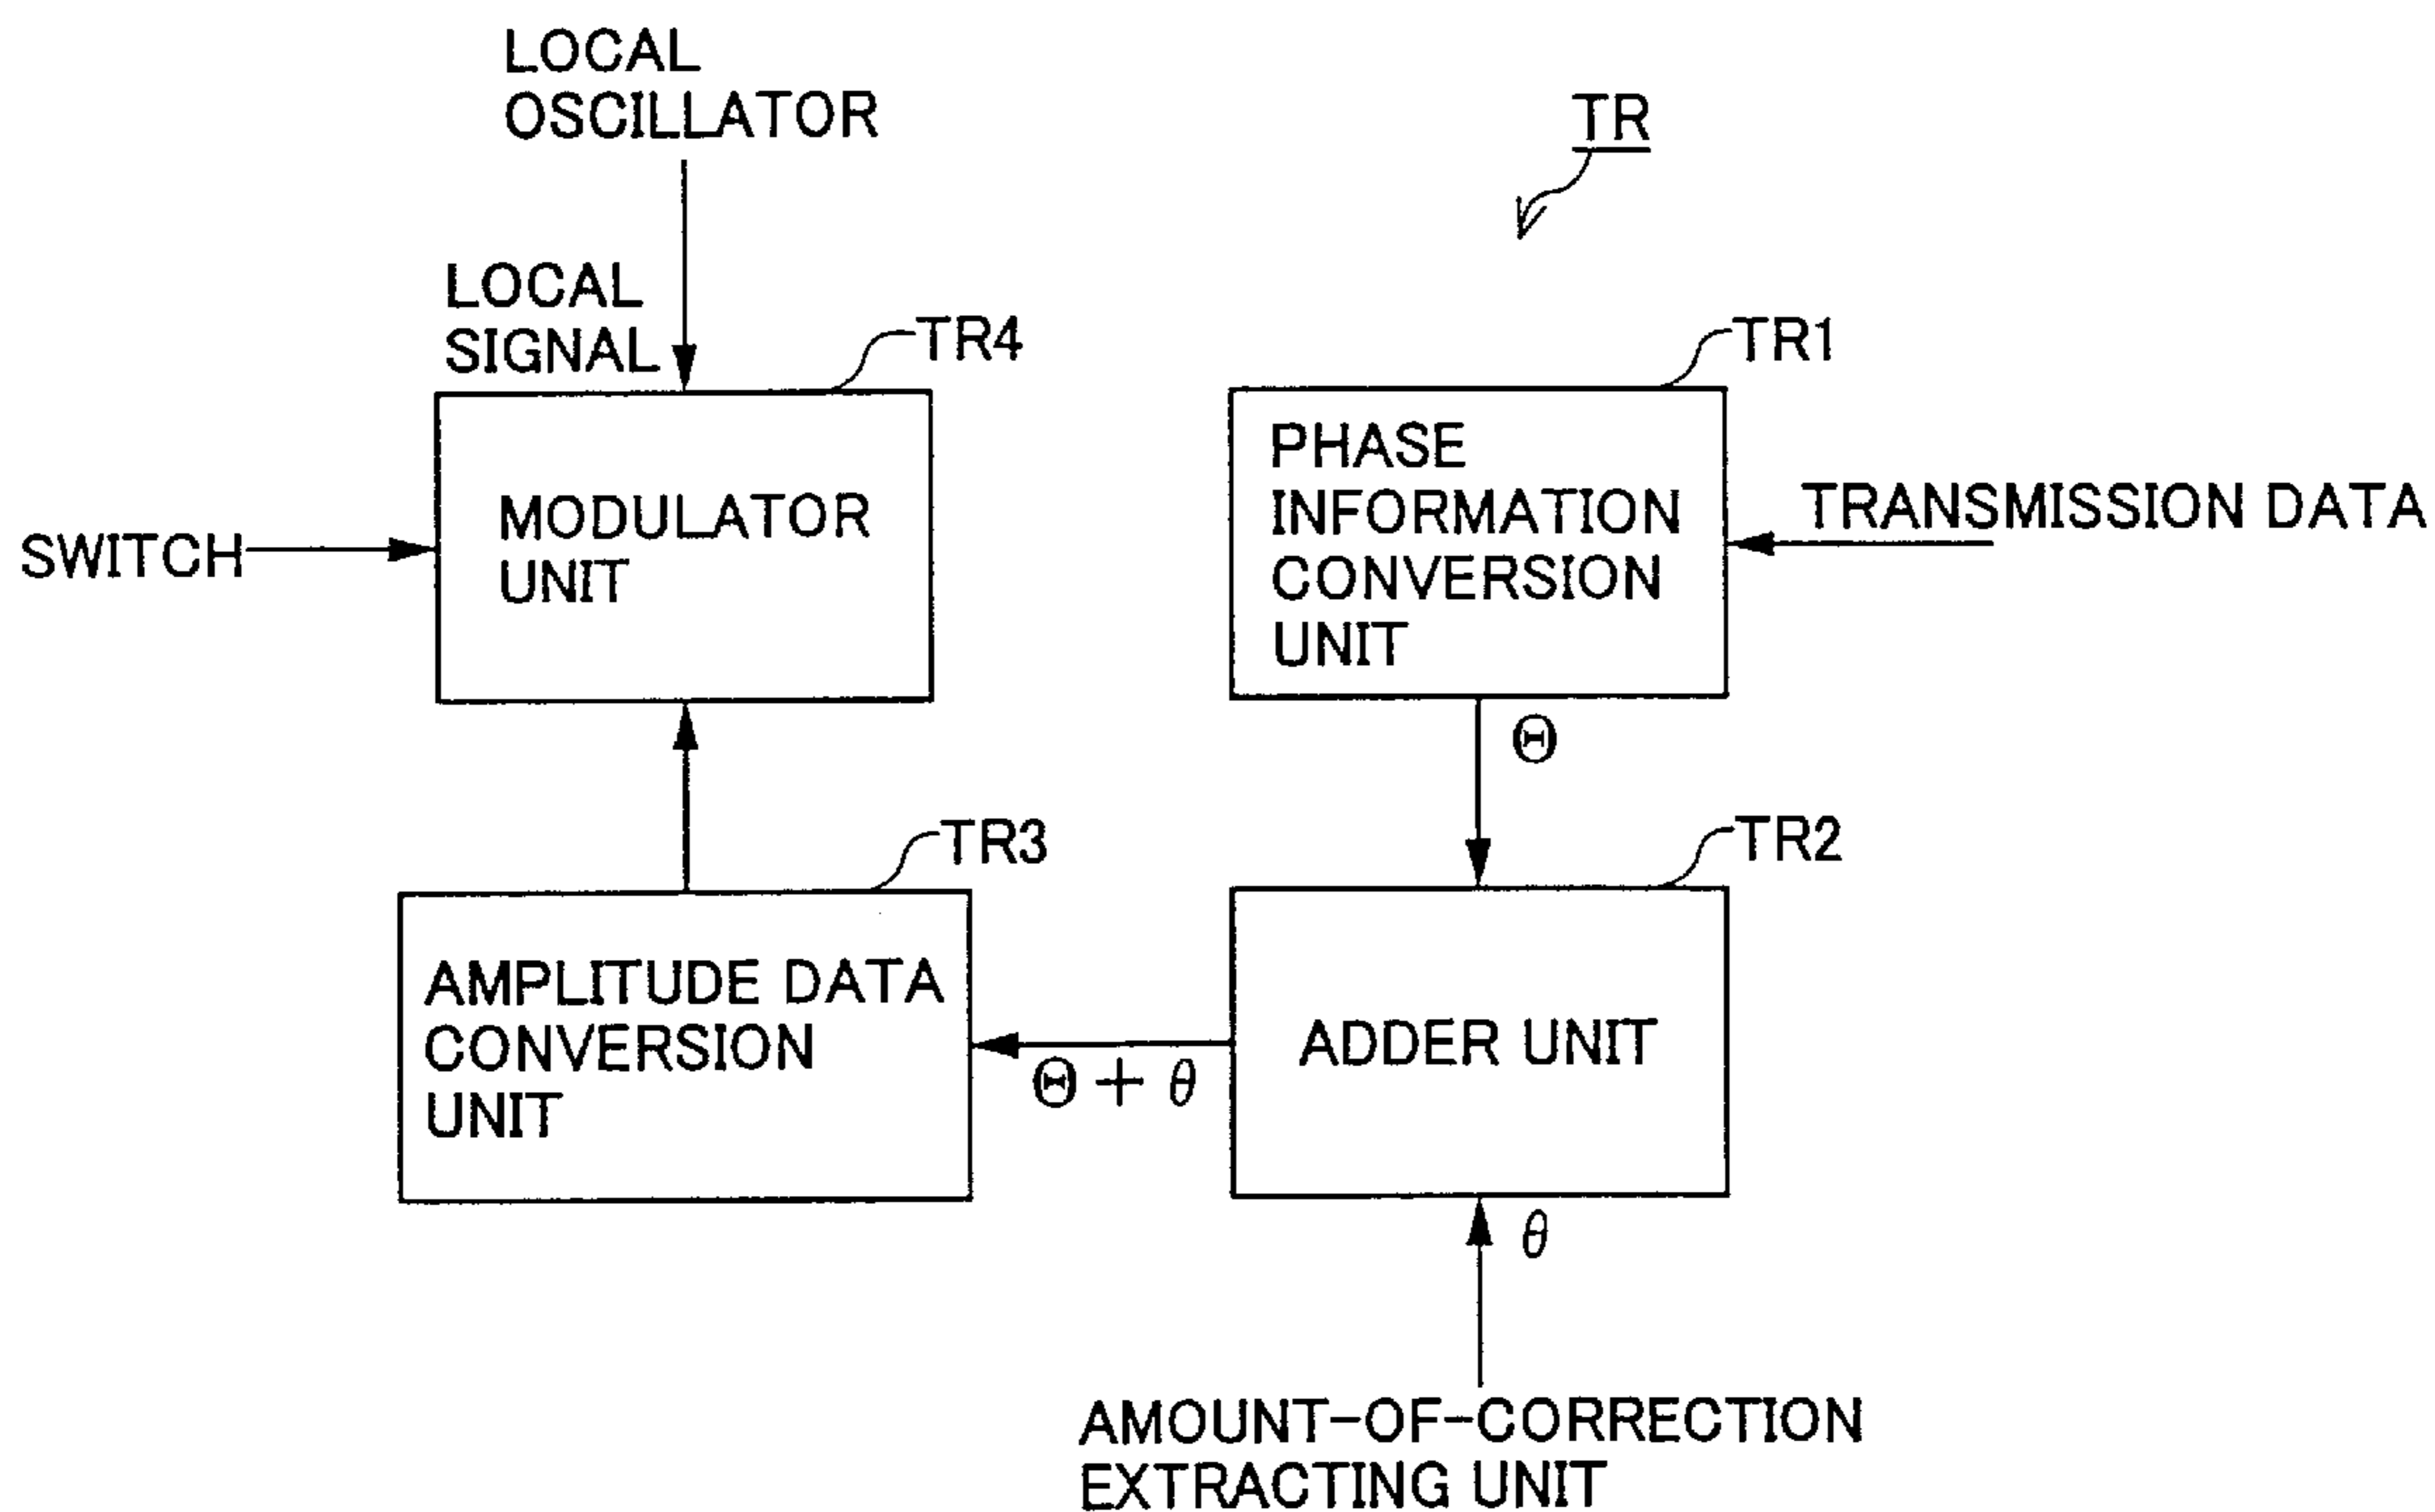 LOCAL
OSCILLATOR
TR
LOCAL
SIGNAL
TR4
TR1
SWITCH
MODULATOR
UNIT
PHASE
INFORMATION
CONVERSION
UNIT
TRANSMISSION DATA
Θ
TR3
TR2
AMPLITUDE DATA
CONVERSION
UNIT
Θ + θ
ADDER UNIT
θ
AMOUNT-OF-CORRECTION
EXTRACTING UNIT